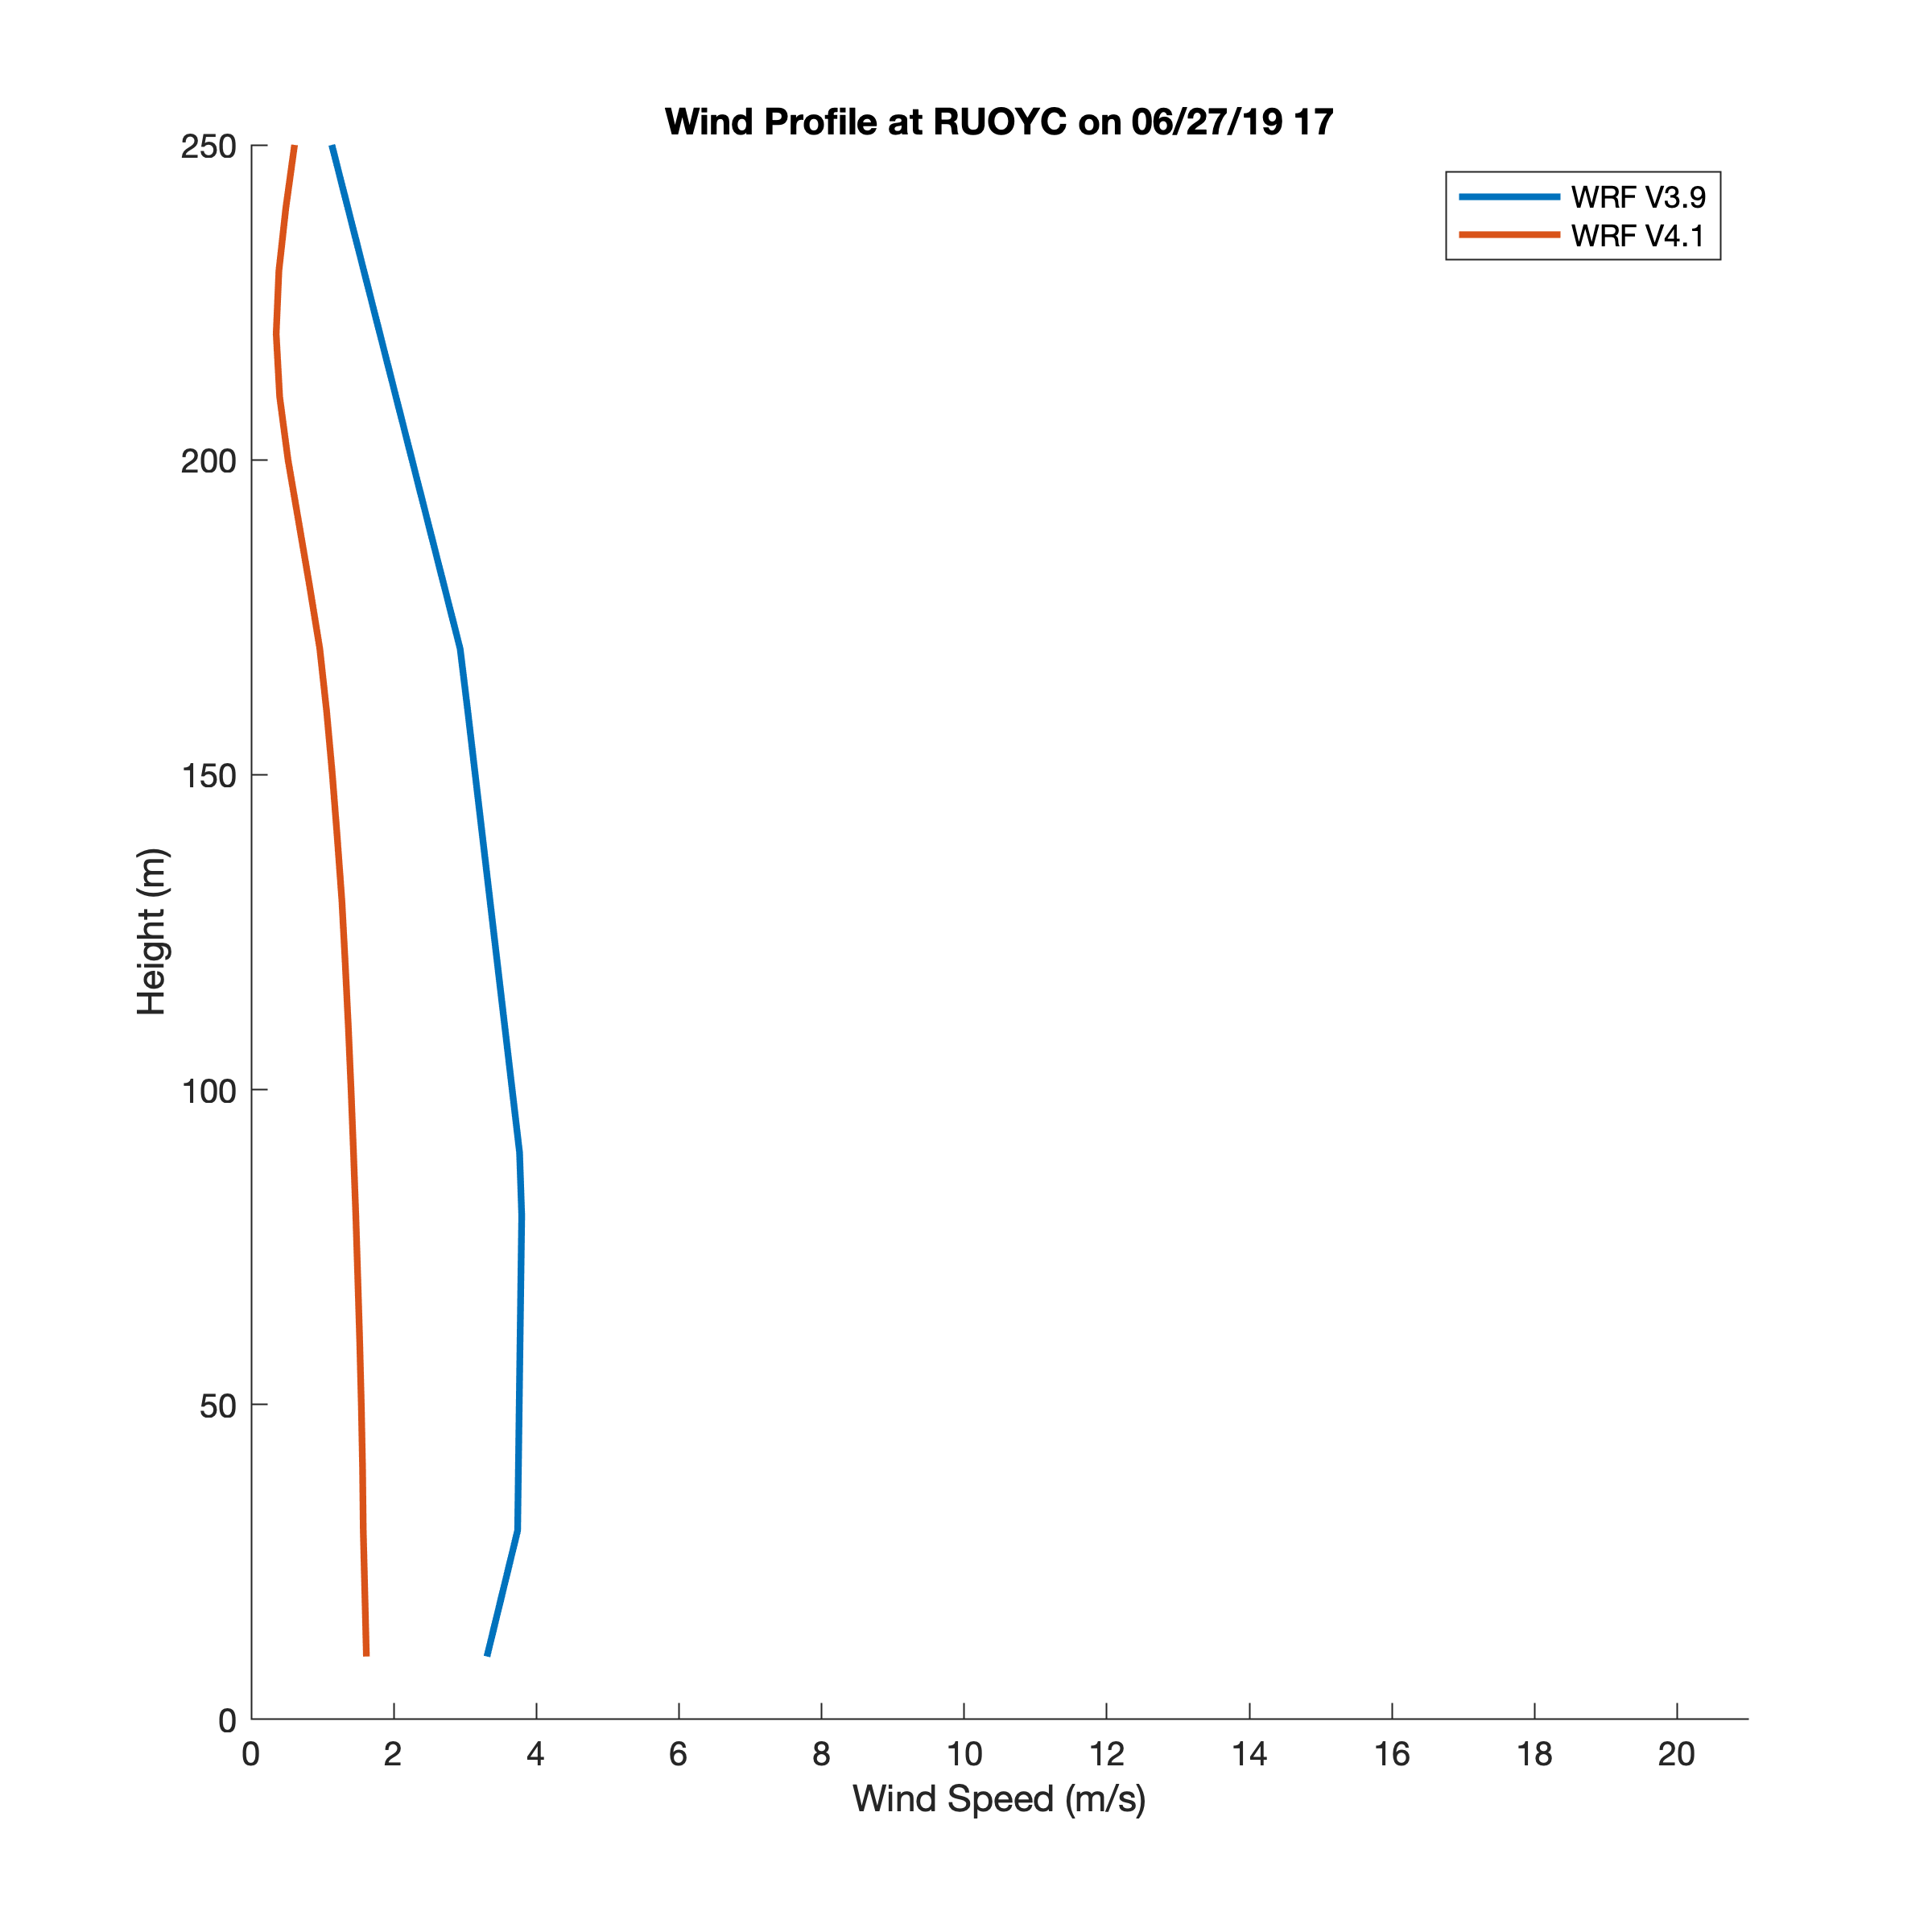 Wind Profile at RUOYC on 06/27/19 17
WRF V3.9
WRF V4.1
250
200
150
100
50
0
Height (m)
0 2 4 6 8 10 12 14 16 18 20
Wind Speed (m/s)